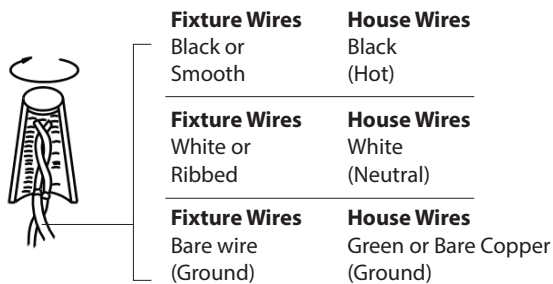 Fixture Wires House Wires
Black or Black
Smooth (Hot)
Fixture Wires House Wires
White or White
Ribbed (Neutral)
Fixture Wires House Wires
Bare wire Green or Bare Copper
(Ground) (Ground)